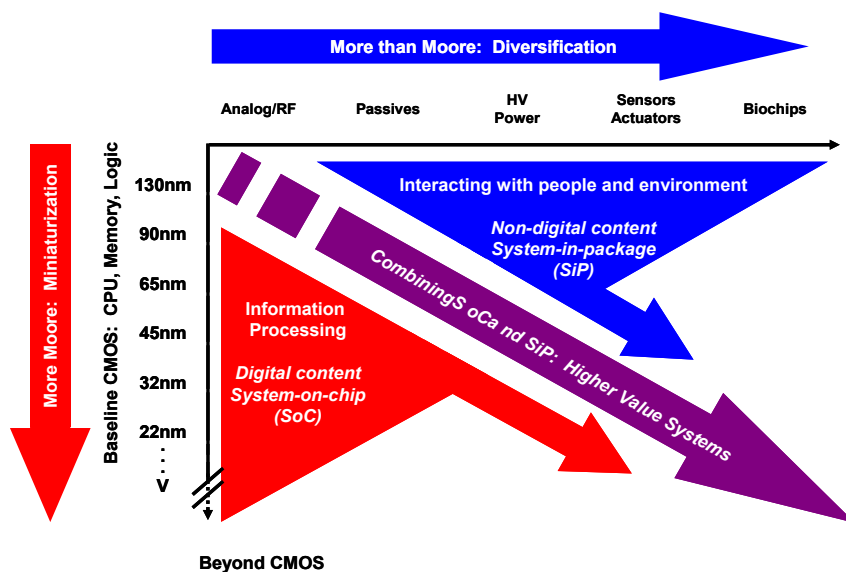 More than Moore: Diversification
Analog/RF
Passives
HV
Power
Sensors
Actuators
Biochips
More Moore: Miniaturization
Baseline CMOS: CPU, Memory, Logic
130nm
90nm
65nm
45nm
32nm
22nm
V
Interacting with people and environment
Non-digital content
System-in-package
(SiP)
CombiningS oCa nd SiP: Higher Value Systems
Information
Processing
Digital content
System-on-chip
(SoC)
Beyond CMOS